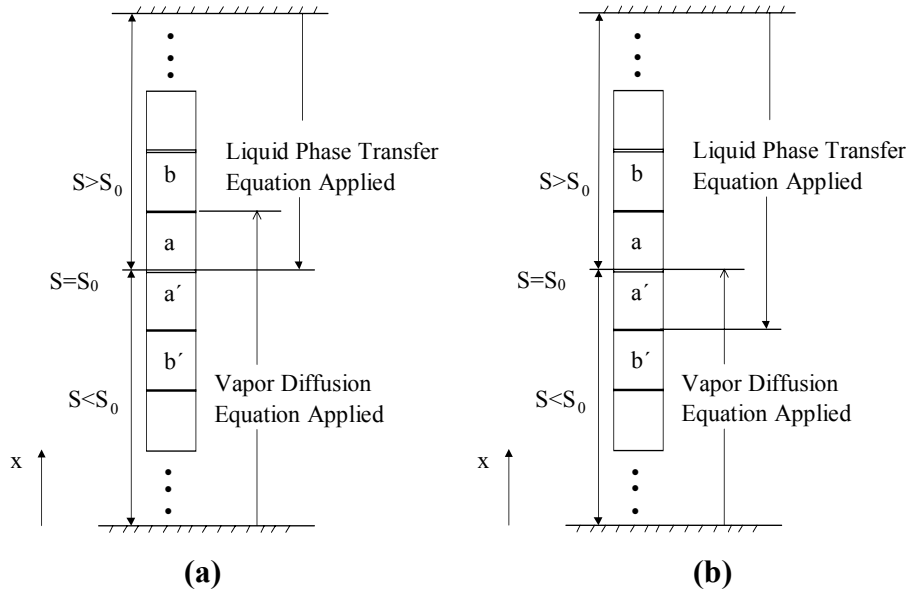 S>S₀
b
a
S=S₀
a´
b´
S<S₀
x
Liquid Phase Transfer
Equation Applied
Vapor Diffusion
Equation Applied
(a)
S>S₀
b
a
S=S₀
a´
b´
S<S₀
x
Liquid Phase Transfer
Equation Applied
Vapor Diffusion
Equation Applied
(b)